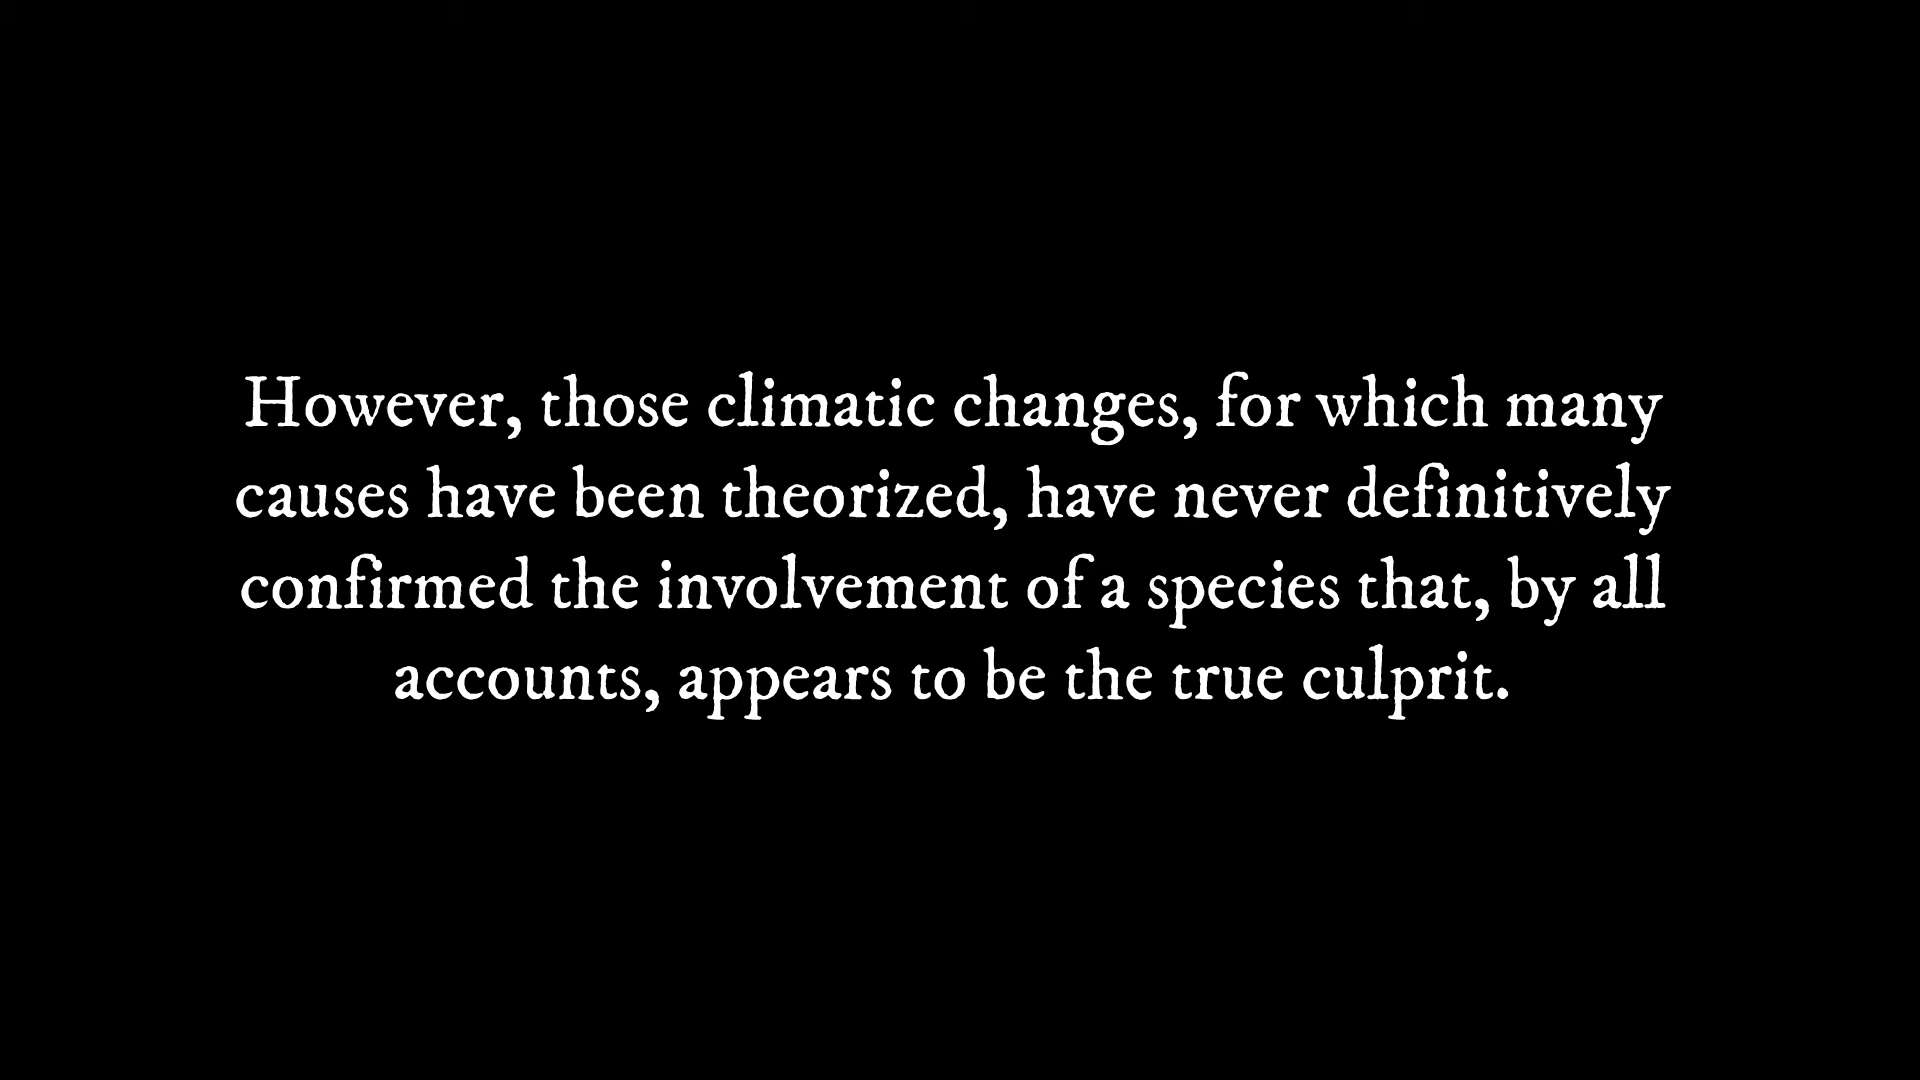 However, those climatic changes, for which many
causes have been theorized, have never definitively
confirmed the involvement of a species that, by all
accounts, appears to be the true culprit.